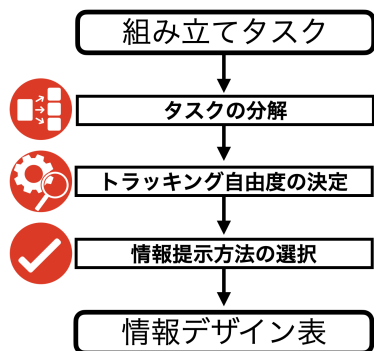 組み立てタスク
タスクの分解
トラッキング自由度の決定
情報提示方法の選択
情報デザイン表